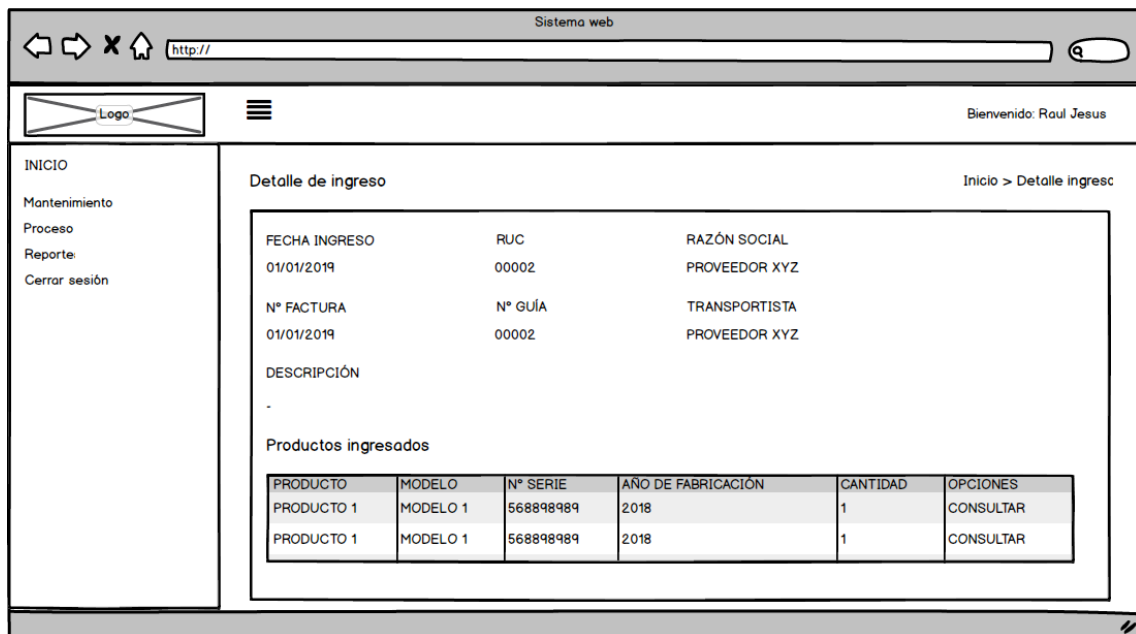 Sistema web
http://
Logo
Bienvenido: Raul Jesus
INICIO
Mantenimiento
Proceso
Reporte
Cerrar sesión
Detalle de ingreso
Inicio > Detalle ingreso
FECHA INGRESO RUC RAZÓN SOCIAL
01/01/2019 00002 PROVEEDOR XYZ
Nº FACTURA Nº GUÍA TRANSPORTISTA
01/01/2019 00002 PROVEEDOR XYZ
DESCRIPCIÓN
-
Productos ingresados
PRODUCTO MODELO Nº SERIE AÑO DE FABRICACIÓN CANTIDAD OPCIONES
PRODUCTO 1 MODELO 1 568898989 2018 1 CONSULTAR
PRODUCTO 1 MODELO 1 568898989 2018 1 CONSULTAR